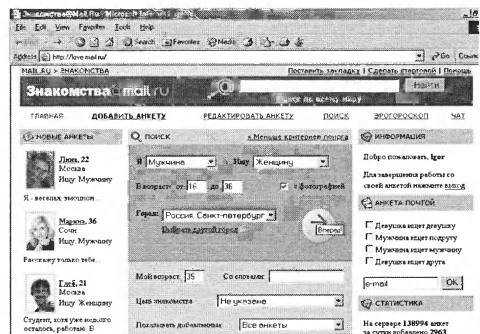 Знакомства@Mail.Ru - Microsoft Internet
File Edit View Favorites Tools Help
Search Favorites Media
Address http://love.mail.ru/ Go
MAIL.RU > ЗНАКОМСТВА Поставить закладку | Сделать стартовой | Помощь
Знакомства@mail.ru Найти
Поиск по всему миру
ГЛАВНАЯ ДОБАВИТЬ АНКЕТУ РЕДАКТИРОВАТЬ АНКЕТУ ПОИСК ЭРОГОРОСКОП ЧАТ
НОВЫЕ АНКЕТЫ
Лина, 22
Москва
Ищу: Мужчину
Я - веселая, эмоцион...
Марина, 36
Сочи
Ищу: Мужчину
Расскажу только тебе...
Глеб, 21
Москва
Ищу: Женщину
Студент, хотя уже недолго
осталось, работаю. В
ПОИСК
Меньше критериев поиска
Я Мужчина Ищу Женщину
В возрасте от 16 до 36 с фотографией
Город: Россия, Санкт-петербург
Выбрать другой город
Вперед!
Мой возраст: 35 Со словами:
Цель знакомства Не указана
Показывать добавленные: Все анкеты
ИНФОРМАЦИЯ
Добро пожаловать, Igor
Для завершения работы со
своей анкетой нажмите выход
АНКЕТА ПОЧТОЙ
Девушка ищет девушку
Мужчина ищет подругу
Мужчина ищет мужчину
Девушка ищет друга
e-mail OK
СТАТИСТИКА
На сервере 138994 анкет
за сутки добавлено 2963